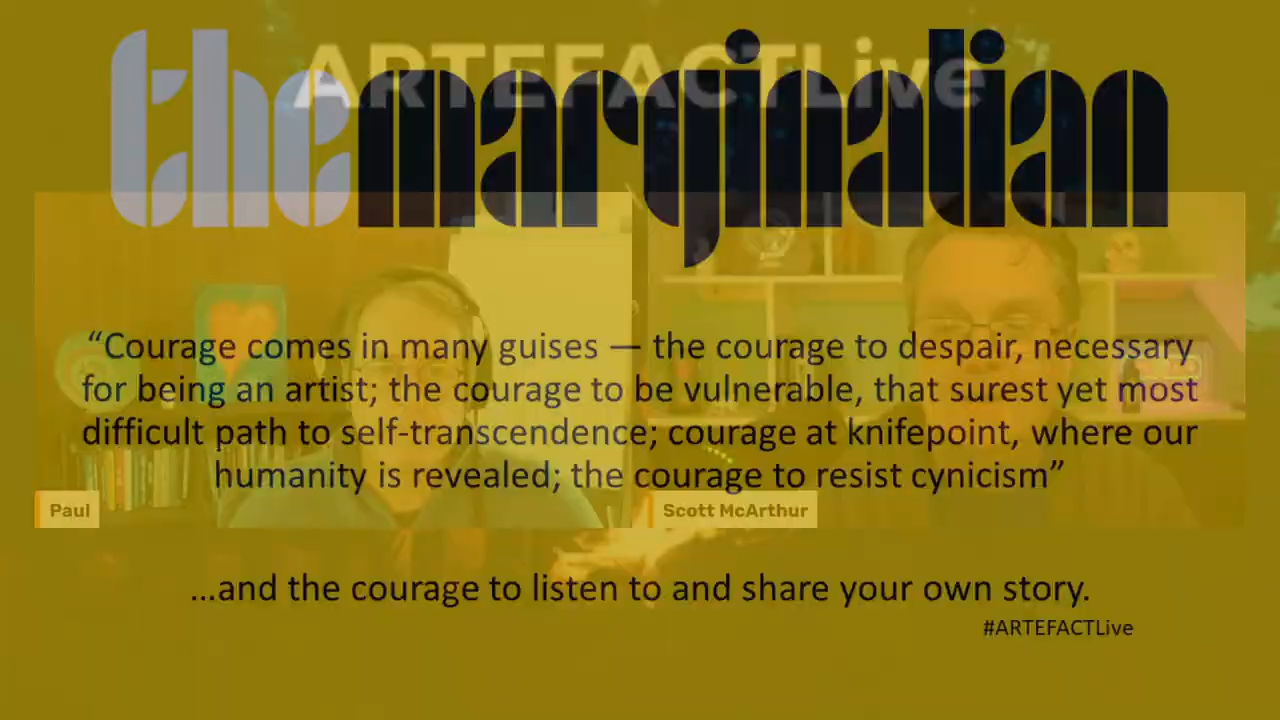 themarginalian
ARTEFACTLive
“Courage comes in many guises — the courage to despair, necessary
for being an artist; the courage to be vulnerable, that surest yet most
difficult path to self-transcendence; courage at knifepoint, where our
humanity is revealed; the courage to resist cynicism”
Paul
Scott McArthur
...and the courage to listen to and share your own story.
#ARTEFACTLive